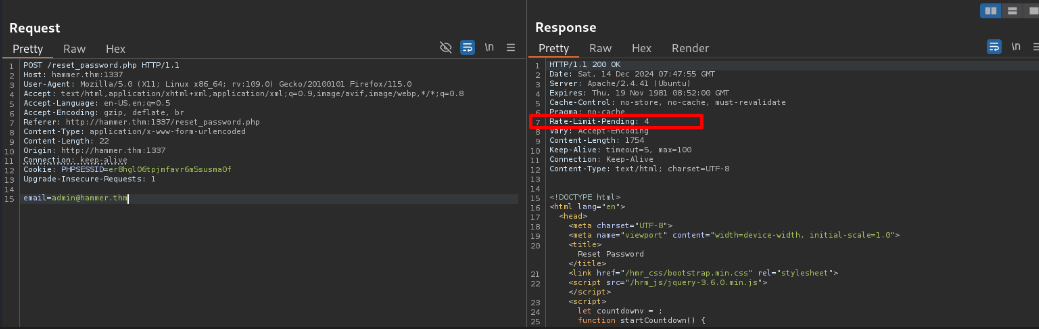 Request
Pretty Raw Hex
\n
1 POST /reset_password.php HTTP/1.1
2 Host: hammer.thm:1337
3 User-Agent: Mozilla/5.0 (X11; Linux x86_64; rv:109.0) Gecko/20100101 Firefox/115.0
4 Accept: text/html,application/xhtml+xml,application/xml;q=0.9,image/avif,image/webp,*/*;q=0.8
5 Accept-Language: en-US,en;q=0.5
6 Accept-Encoding: gzip, deflate, br
7 Referer: http://hammer.thm:1337/reset_password.php
8 Content-Type: application/x-www-form-urlencoded
9 Content-Length: 22
10 Origin: http://hammer.thm:1337
11 Connection: keep-alive
12 Cookie: PHPSESSID=
13 Upgrade-Insecure-Requests: 1
14
15 email=admin@hammer.thm
Response
Pretty Raw Hex Render
\n
1 HTTP/1.1 200 OK
2 Date: Sat, 14 Dec 2024 07:47:55 GMT
3 Server: Apache/2.4.41 (Ubuntu)
4 Expires: Thu, 19 Nov 1981 08:52:00 GMT
5 Cache-Control: no-store, no-cache, must-revalidate
6 Pragma: no-cache
7 Rate-Limit-Pending: 4
8 Vary: Accept-Encoding
9 Content-Length: 1754
10 Keep-Alive: timeout=5, max=100
11 Connection: Keep-Alive
12 Content-Type: text/html; charset=UTF-8
13
14
15 <!DOCTYPE html>
16 <html lang="en">
17 <head>
18 <meta charset="UTF-8">
19 <meta name="viewport" content="width=device-width, initial-scale=1.0">
20 <title>
Reset Password
</title>
21 <link href="/hmr_css/bootstrap.min.css" rel="stylesheet">
22 <script src="/hrm_js/jquery-3.6.0.min.js">
</script>
23 <script>
24 let countdownv = ;
25 function startCountdown() {